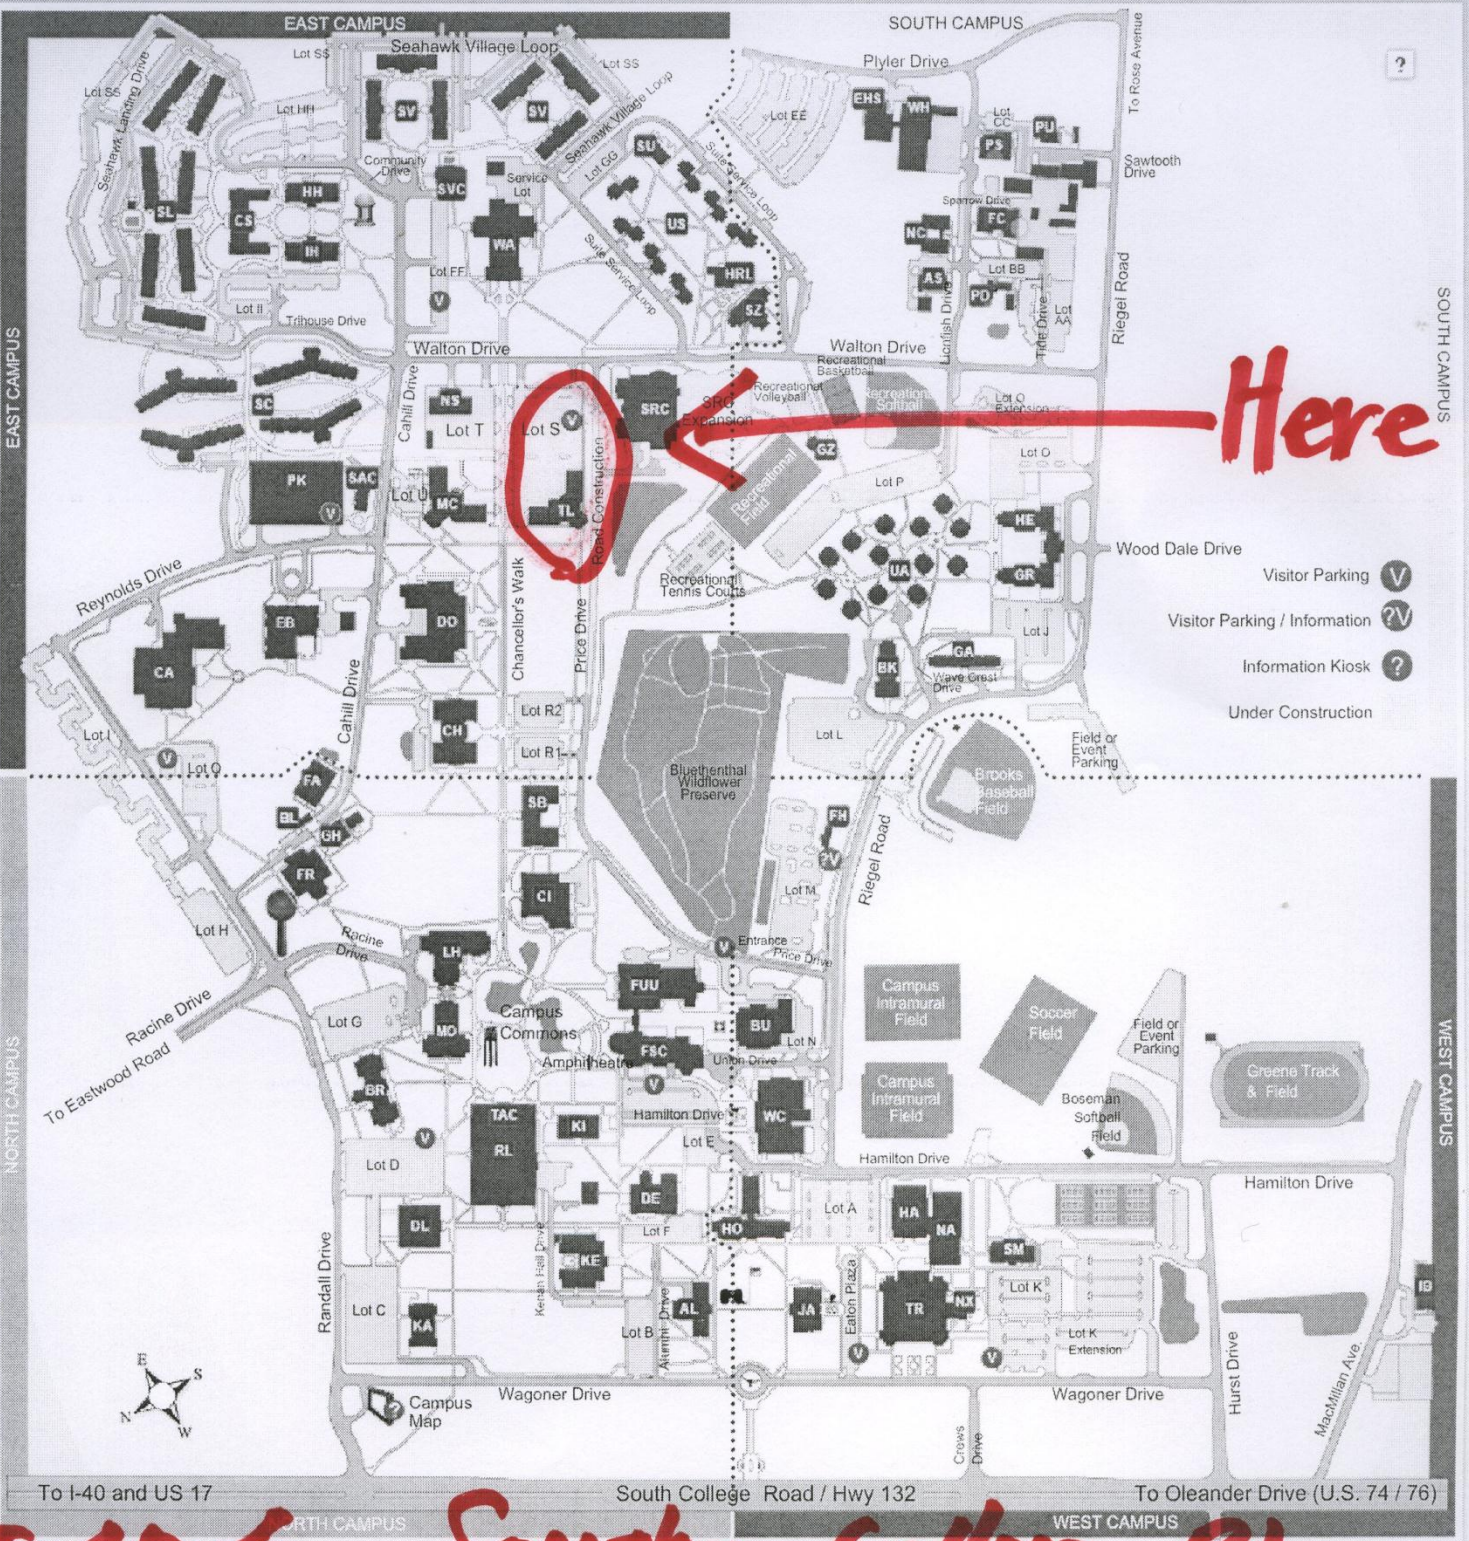 EAST CAMPUS
SOUTH CAMPUS
Seahawk Village Loop
Lot SS
Lot SS
Lot SS
Plyler Drive
To Rose Avenue
?
Seahawk Landing Drive
Lot HH
SV
SV
Seahawk Village Loop
Lot GG
SU
Suite Service Loop
Lot EE
EHS
WH
Lot
CC
PU
PS
Sawtooth
Drive
Community
Drive
SVC
Service
Lot
SL
CS
HH
IH
WA
US
Suite Service Loop
HRL
SZ
Sparrow Drive
FC
NC
AS
Lot BB
PO
Lot
AA
Lionfish Drive
Tide Drive
Riegel Road
Lot FF
V
Lot II
Trihouse Drive
Walton Drive
Walton Drive
EAST CAMPUS
SOUTH CAMPUS
Recreational
Basketball
Recreational
Volleyball
Recreational
Softball
SC
Cahill Drive
NS
Lot T
Lot S
V
SRC
SRC
Expansion
Here
Lot O
Extension
Lot O
GZ
Lot P
Recreational
Field
PK
SAC
V
Lot U
MC
TL
Road Construction
HE
GR
UA
Wood Dale Drive
Recreational
Tennis Courts
Visitor Parking V
Visitor Parking / Information ?V
Information Kiosk ?
Under Construction
Reynolds Drive
EB
DO
Chancellor's Walk
Price Drive
CA
Cahill Drive
BK
GA
Wave Crest
Drive
Lot J
CH
Lot R2
Lot R1
Lot L
Lot I
V
Lot Q
Field or
Event
Parking
Bluethenthal
Wildflower
Preserve
Brooks
Baseball
Field
FA
BL
GH
SB
FH
?V
FR
CI
Lot M
Riegel Road
Lot H
Racine
Drive
LH
V
Entrance
Price Drive
FUU
Racine Drive
To Eastwood Road
Lot G
MO
Campus
Commons
BU
Lot N
Campus
Intramural
Field
Soccer
Field
Field or
Event
Parking
Amphitheatre
FSC
Union Drive
V
NORTH CAMPUS
WEST CAMPUS
BR
Campus
Intramural
Field
Greene Track
& Field
Boseman
Softball
Field
TAC
RL
KI
Hamilton Drive
WC
Lot E
V
Lot D
Hamilton Drive
Hamilton Drive
DE
DL
Lot F
HO
Lot A
HA
NA
SM
Kenan Hall Drive
KE
Randall Drive
Lot C
KA
Lot B
Alumni Drive
AL
JA
Eaton Plaza
TR
NX
Lot K
Lot K
Extension
V
V
Hurst Drive
MacMillan Ave.
E
S
N
W
Wagoner Drive
Wagoner Drive
?
Campus
Map
Crews
Drive
To I-40 and US 17
South College Road / Hwy 132
To Oleander Drive (U.S. 74 / 76)
NORTH CAMPUS
WEST CAMPUS